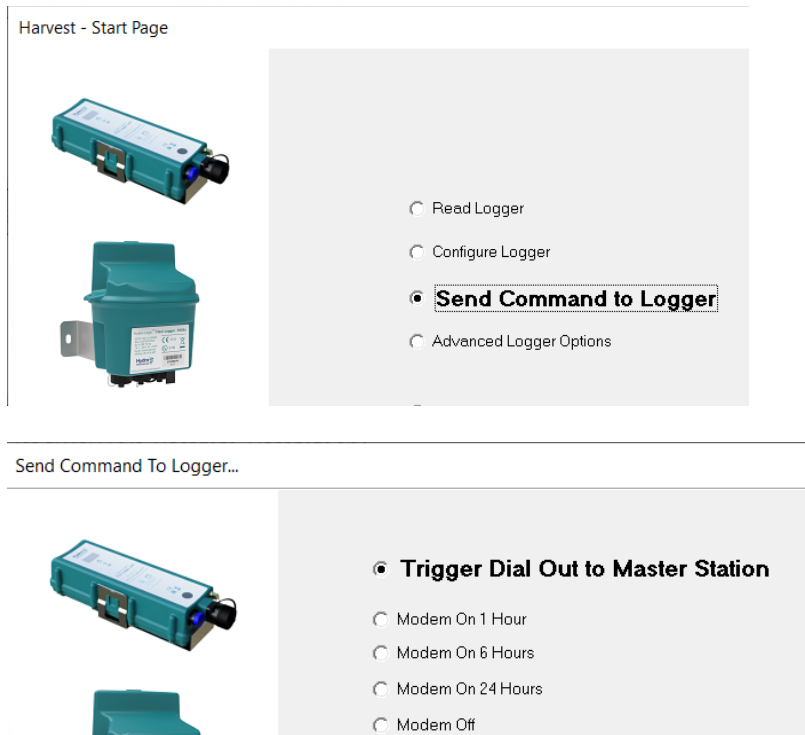 Harvest - Start Page
Read Logger
Configure Logger
Send Command to Logger
Advanced Logger Options
Send Command To Logger...
Trigger Dial Out to Master Station
Modem On 1 Hour
Modem On 6 Hours
Modem On 24 Hours
Modem Off